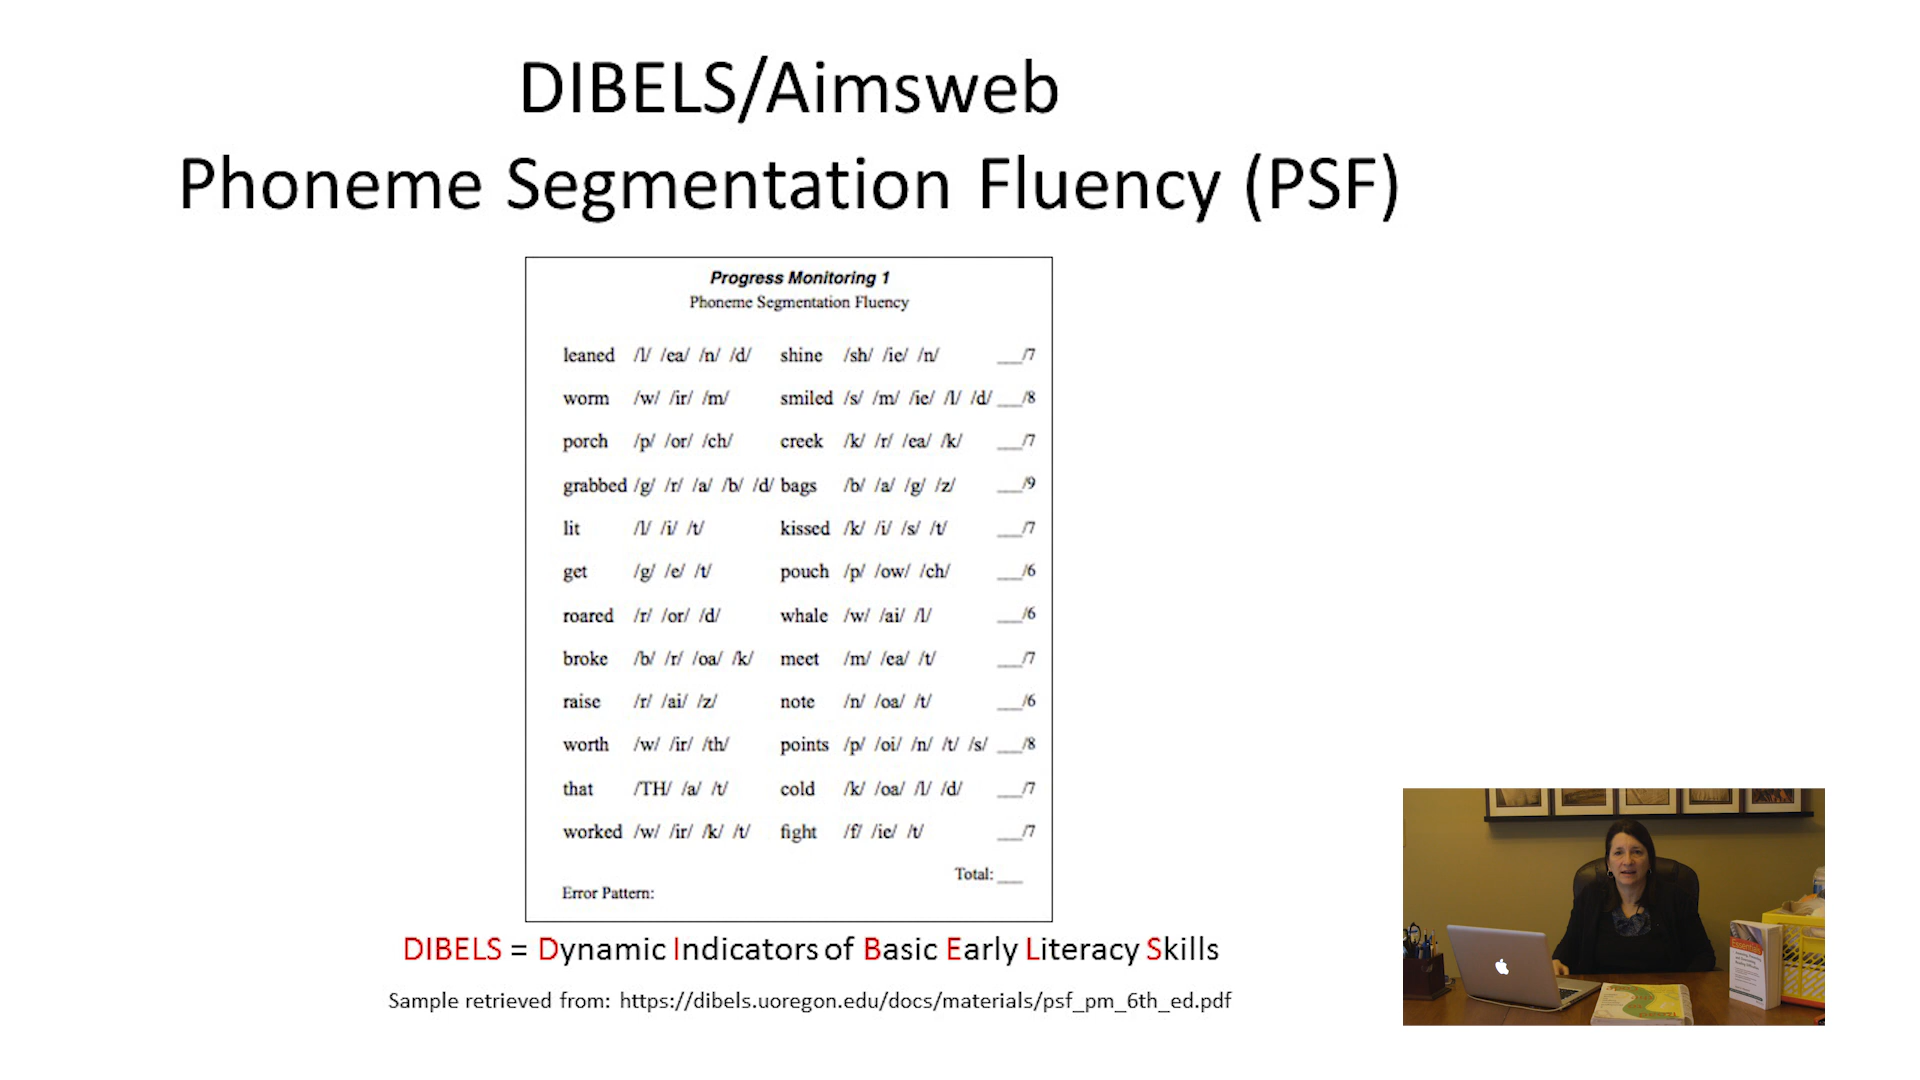 DIBELS/Aimsweb
Phoneme Segmentation Fluency (PSF)
Progress Monitoring 1
Phoneme Segmentation Fluency
leaned /l/ /ea/ /n/ /d/ shine /sh/ /ie/ /n/ ___/7
worm /w/ /ir/ /m/ smiled /s/ /m/ /ie/ /l/ /d/ ___/8
porch /p/ /or/ /ch/ creek /k/ /r/ /ea/ /k/ ___/7
grabbed /g/ /r/ /a/ /b/ /d/ bags /b/ /a/ /g/ /z/ ___/9
lit /l/ /i/ /t/ kissed /k/ /i/ /s/ /t/ ___/7
get /g/ /e/ /t/ pouch /p/ /ow/ /ch/ ___/6
roared /r/ /or/ /d/ whale /w/ /ai/ /l/ ___/6
broke /b/ /r/ /oa/ /k/ meet /m/ /ea/ /t/ ___/7
raise /r/ /ai/ /z/ note /n/ /oa/ /t/ ___/6
worth /w/ /ir/ /th/ points /p/ /oi/ /n/ /t/ /s/ ___/8
that /TH/ /a/ /t/ cold /k/ /oa/ /l/ /d/ ___/7
worked /w/ /ir/ /k/ /t/ fight /f/ /ie/ /t/ ___/7
Total: ___
Error Pattern:
DIBELS = Dynamic Indicators of Basic Early Literacy Skills
Sample retrieved from: https://dibels.uoregon.edu/docs/materials/psf_pm_6th_ed.pdf
Essentials